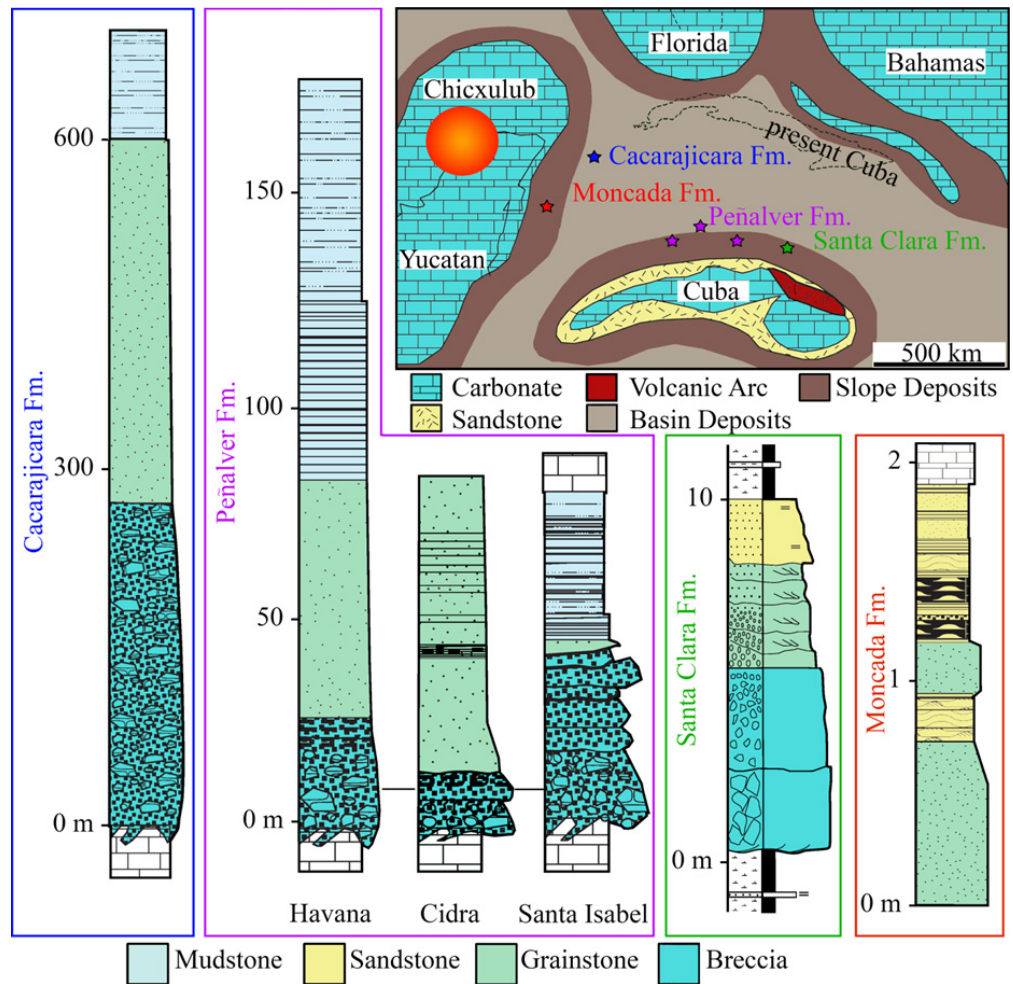 Cacarajicara Fm.
600
300
0 m
Peñalver Fm.
150
100
50
0 m
Havana
Cidra
Santa Isabel
Florida
Bahamas
Chicxulub
present Cuba
Cacarajicara Fm.
Moncada Fm.
Peñalver Fm.
Santa Clara Fm.
Yucatan
Cuba
500 km
Carbonate
Volcanic Arc
Slope Deposits
Sandstone
Basin Deposits
Santa Clara Fm.
10
0 m
Moncada Fm.
2
1
0 m
Mudstone
Sandstone
Grainstone
Breccia